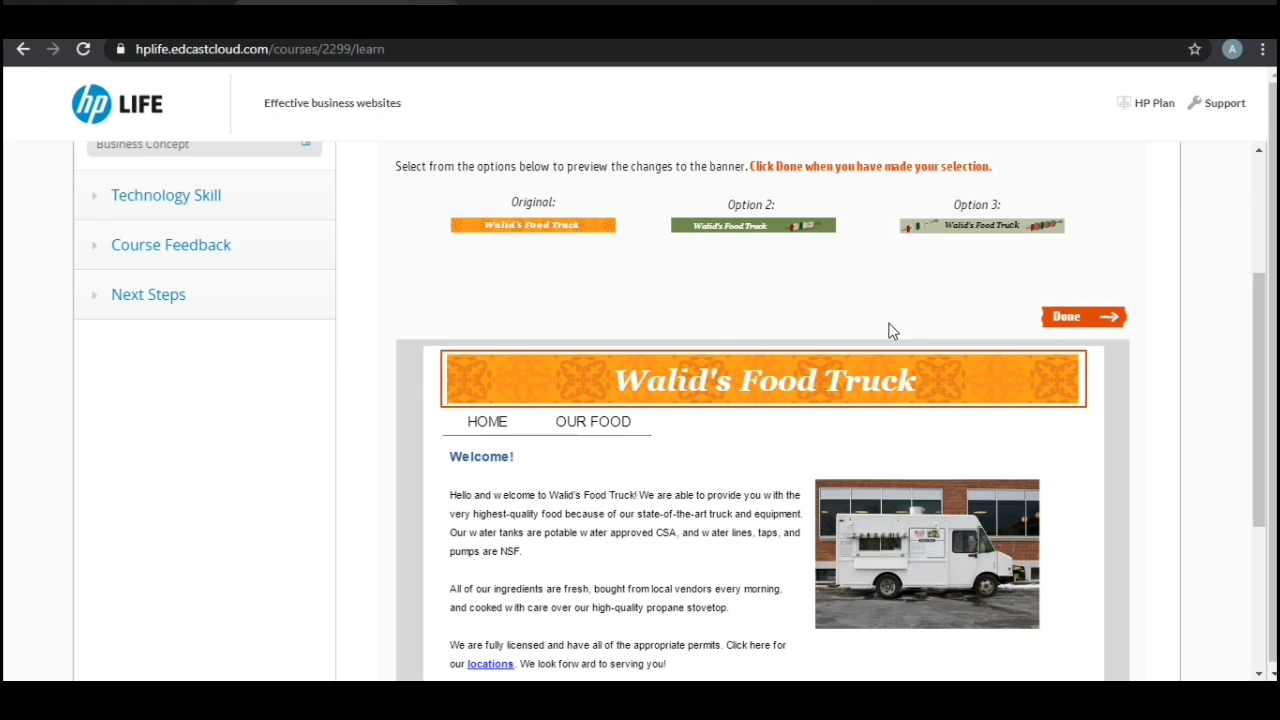 hplife.edcastcloud.com/courses/2299/learn
A
hp LIFE
Effective business websites
HP Plan
Support
Business Concept
Technology Skill
Course Feedback
Next Steps
Select from the options below to preview the changes to the banner. Click Done when you have made your selection.
Original:
Option 2:
Option 3:
Walid's Food Truck
Walid's Food Truck
Walid's Food Truck
Done
Walid's Food Truck
HOME
OUR FOOD
Welcome!
Hello and welcome to Walid's Food Truck! We are able to provide you with the
very highest-quality food because of our state-of-the-art truck and equipment.
Our water tanks are potable water approved CSA, and water lines, taps, and
pumps are NSF.
All of our ingredients are fresh, bought from local vendors every morning,
and cooked with care over our high-quality propane stovetop.
We are fully licensed and have all of the appropriate permits. Click here for
our locations. We look forward to serving you!